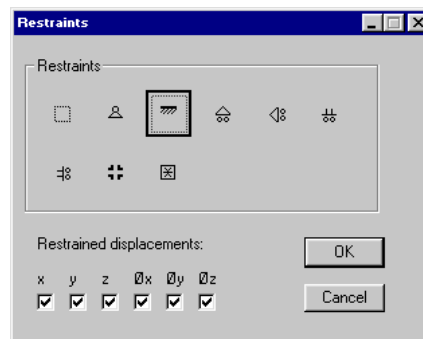 Restraints
Restraints
Restrained displacements:
x y z Øx Øy Øz
OK
Cancel